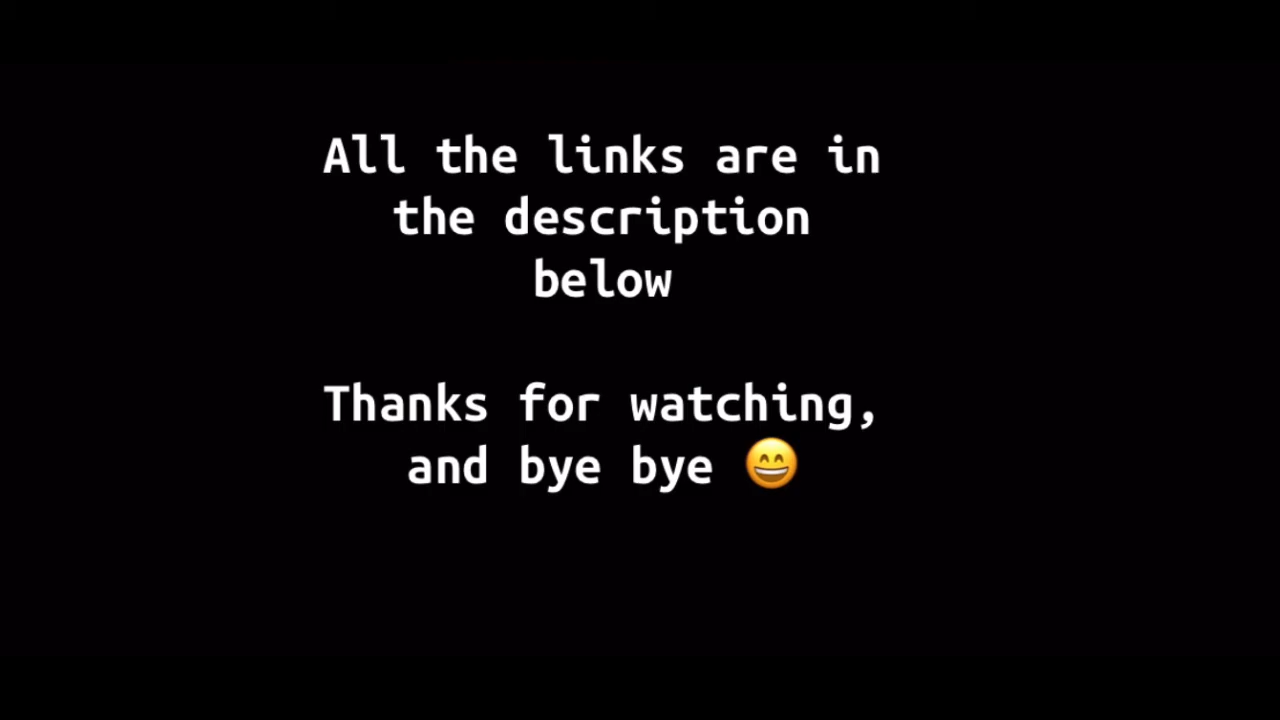 All the links are in
the description
below
Thanks for watching,
and bye bye 😄